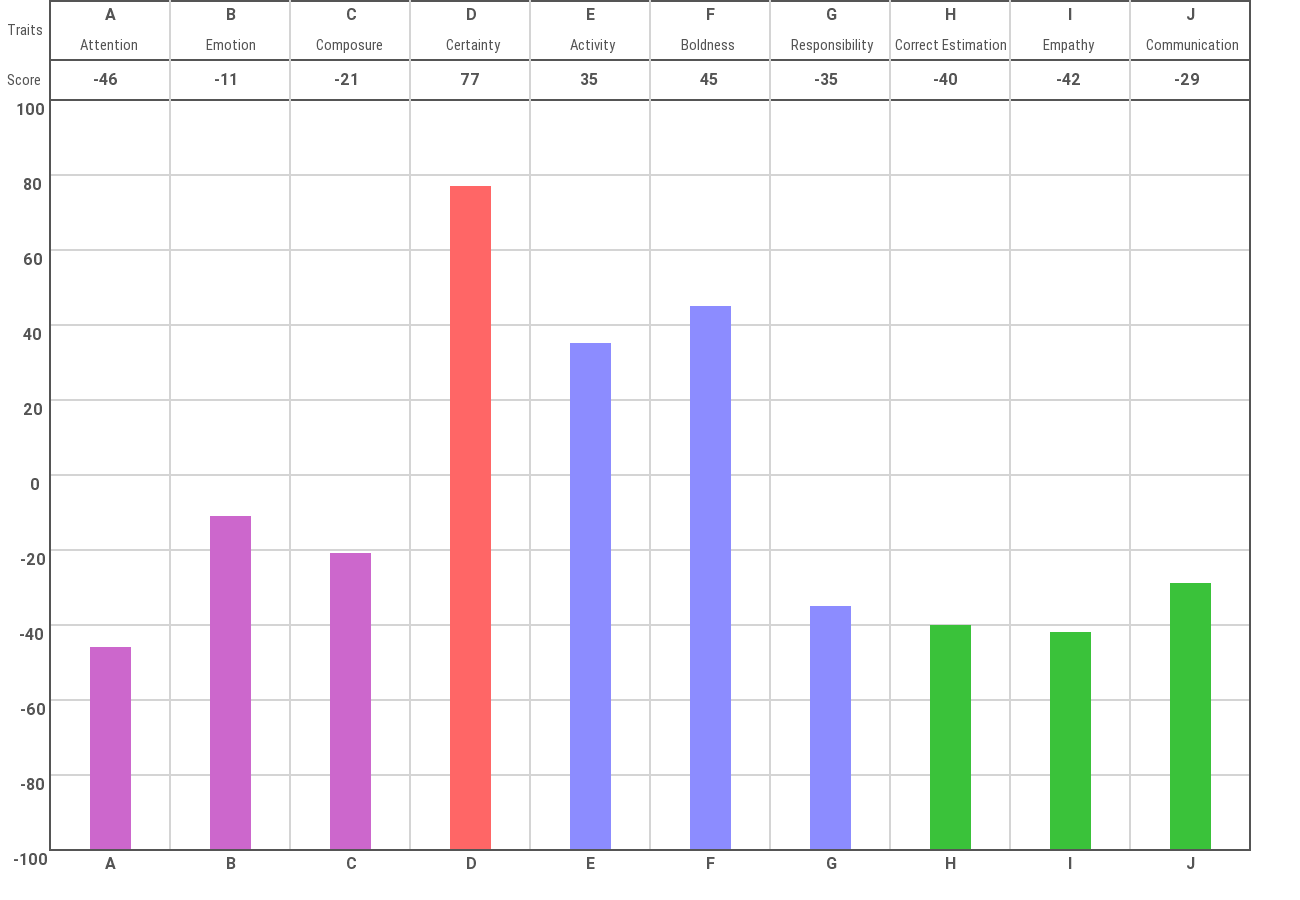 A B C D E F G H I J
Traits
Attention Emotion Composure Certainty Activity Boldness Responsibility Correct Estimation Empathy Communication
Score -46 -11 -21 77 35 45 -35 -40 -42 -29
100
80
60
40
20
0
-20
-40
-60
-80
-100
A B C D E F G H I J